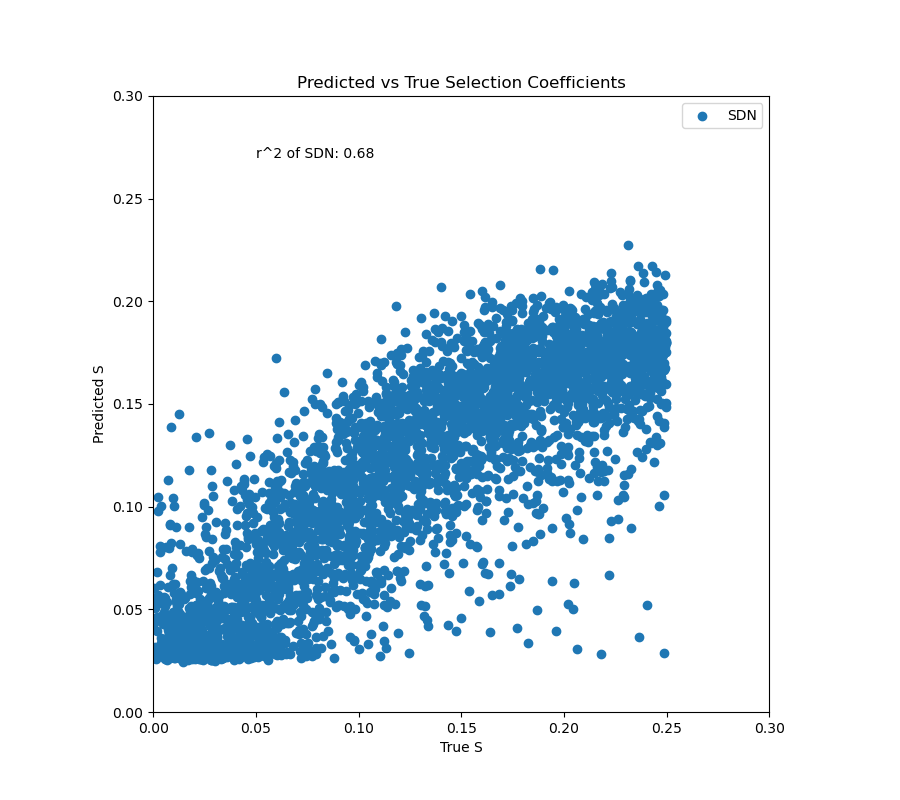 Predicted vs True Selection Coefficients
0.30
SDN
r^2 of SDN: 0.68
0.25
0.20
0.15
Predicted S
0.10
0.05
0.00
0.00 0.05 0.10 0.15 0.20 0.25 0.30
True S